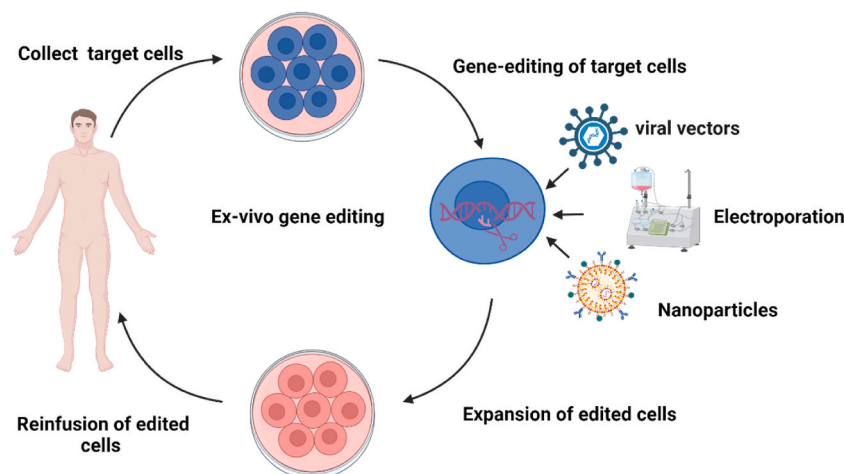 Collect target cells
Gene-editing of target cells
viral vectors
Ex-vivo gene editing
Electroporation
Nanoparticles
Expansion of edited cells
Reinfusion of edited
cells